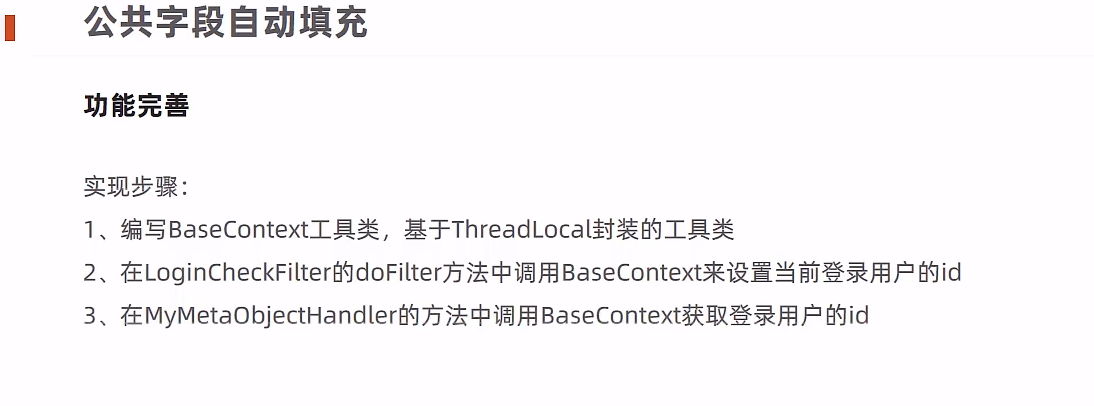 公共字段自动填充
功能完善
实现步骤：
1、编写BaseContext工具类，基于ThreadLocal封装的工具类
2、在LoginCheckFilter的doFilter方法中调用BaseContext来设置当前登录用户的id
3、在MyMetaObjectHandler的方法中调用BaseContext获取登录用户的id